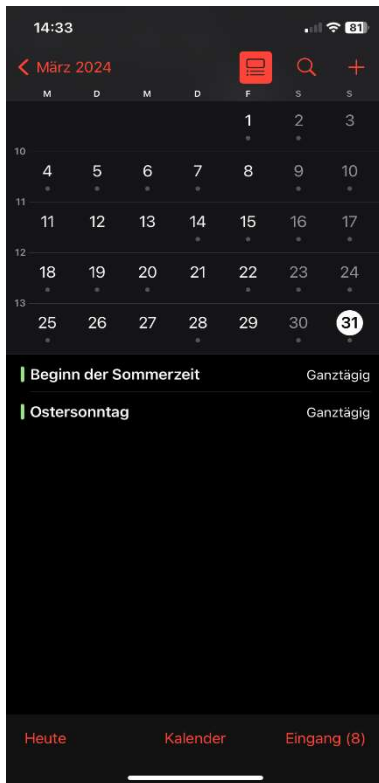 14:33 81
März 2024
M D M D F S S
1 2 3
10
4 5 6 7 8 9 10
11
11 12 13 14 15 16 17
12
18 19 20 21 22 23 24
13
25 26 27 28 29 30 31
Beginn der Sommerzeit Ganztägig
Ostersonntag Ganztägig
Heute Kalender Eingang (8)